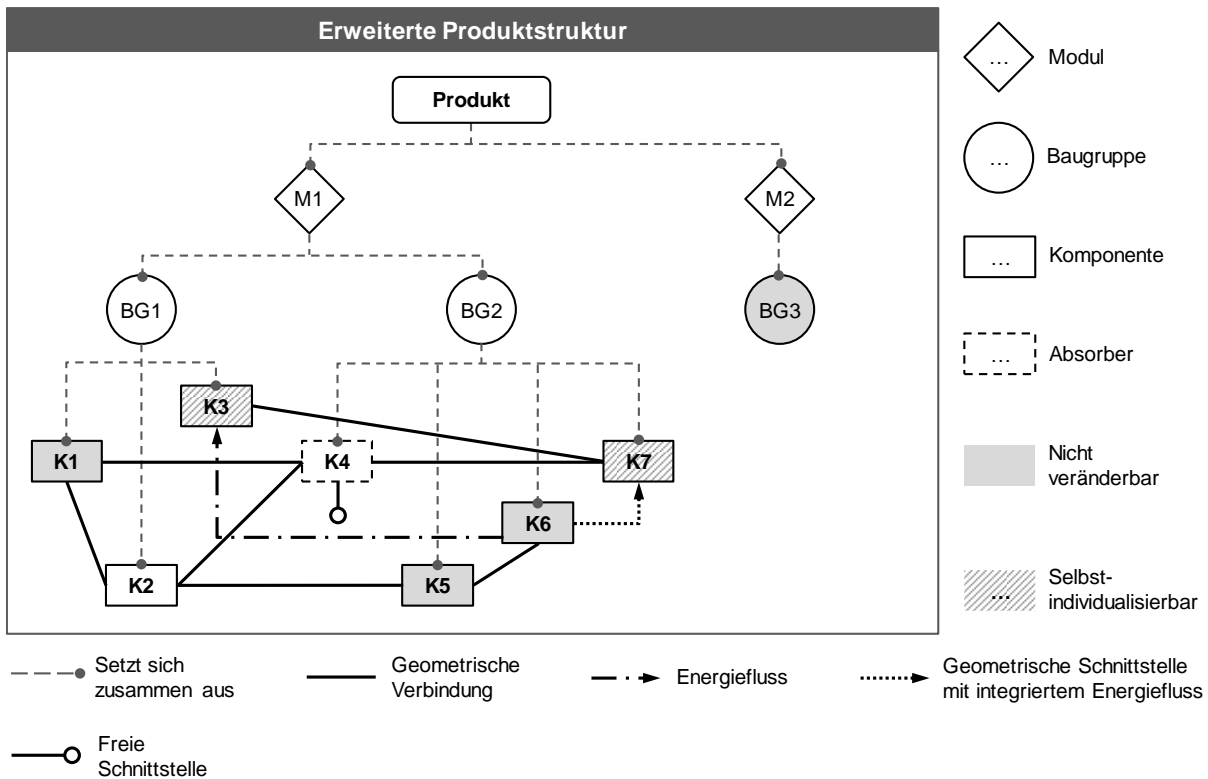 Erweiterte Produktstruktur
Produkt
M1
M2
BG1
BG2
BG3
K3
K1
K4
K7
K6
K2
K5
...
Modul
...
Baugruppe
...
Komponente
...
Absorber
Nicht
veränderbar
...
Selbst-
individualisierbar
Setzt sich
zusammen aus
Geometrische
Verbindung
Energiefluss
Geometrische Schnittstelle
mit integriertem Energiefluss
Freie
Schnittstelle